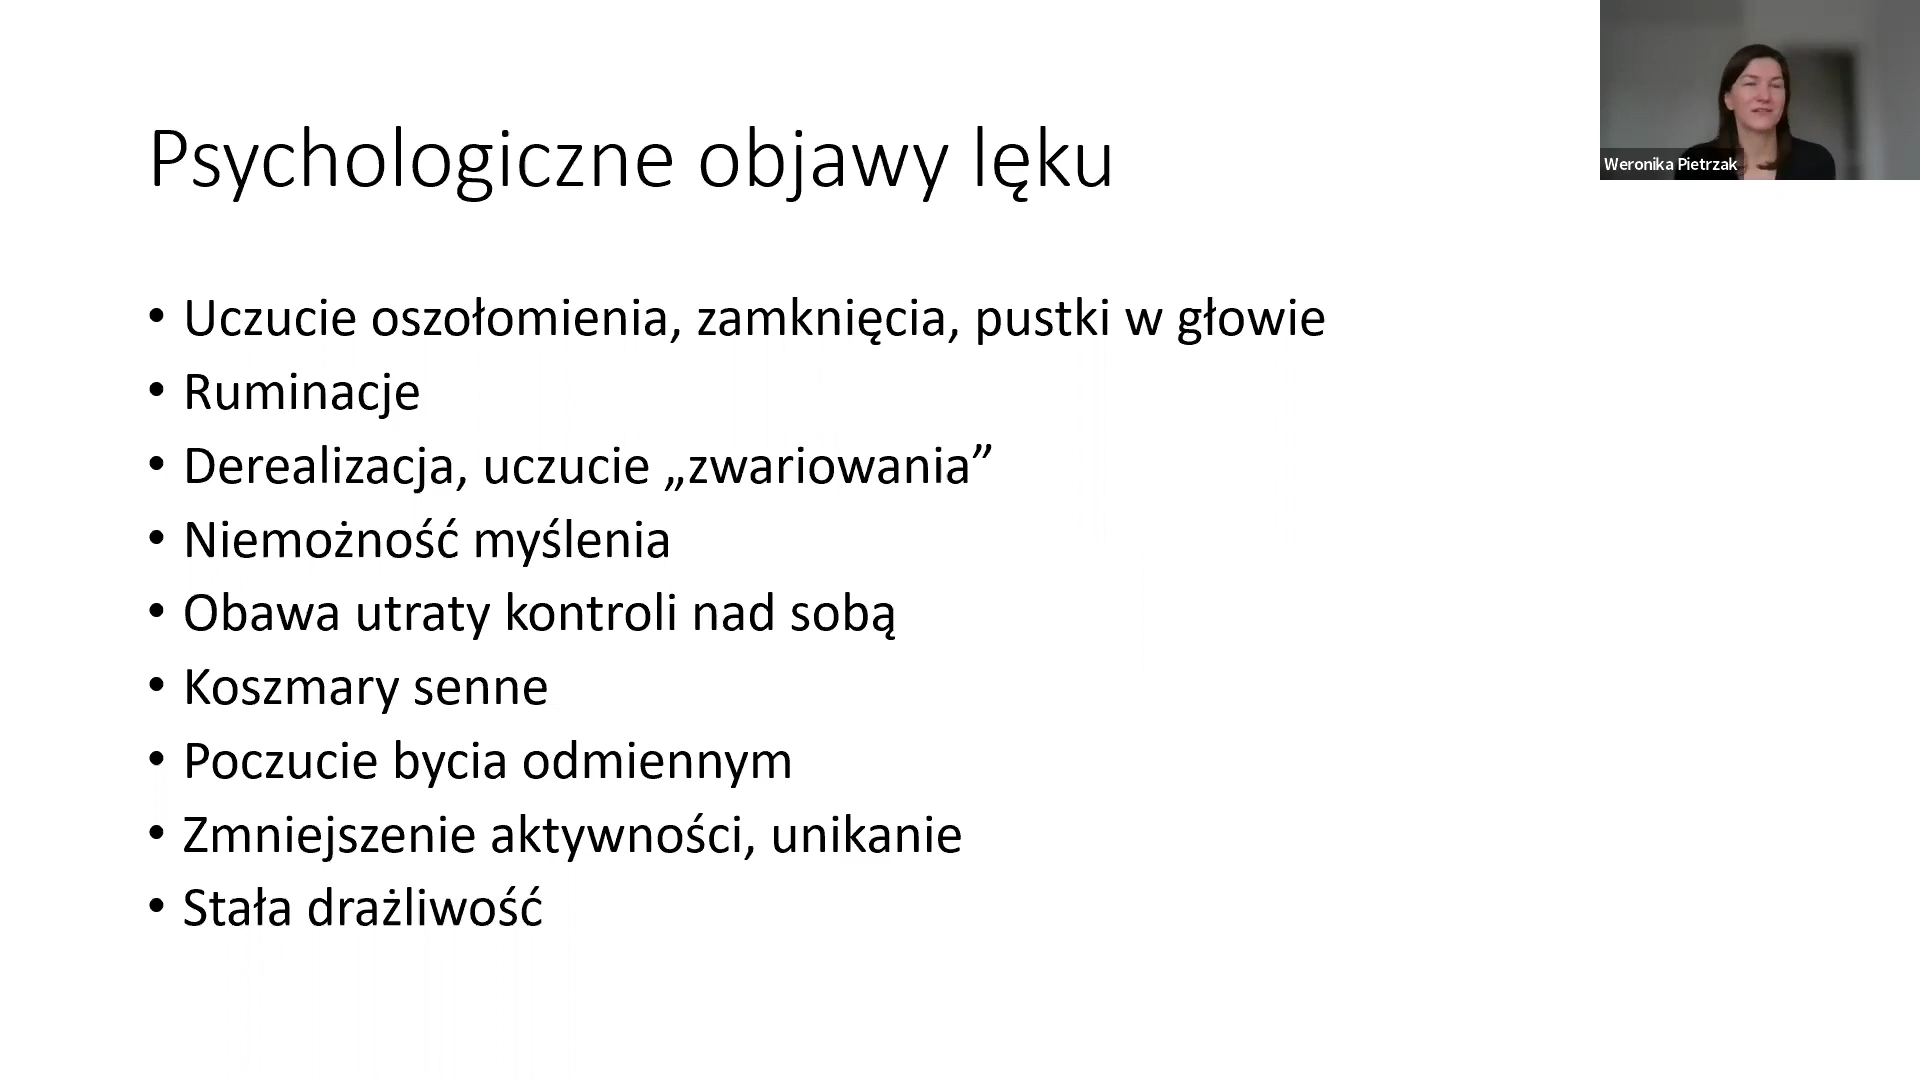 Psychologiczne objawy lęku
Weronika Pietrzak
• Uczucie oszołomienia, zamknięcia, pustki w głowie
• Ruminacje
• Derealizacja, uczucie „zwariowania”
• Niemożność myślenia
• Obawa utraty kontroli nad sobą
• Koszmary senne
• Poczucie bycia odmiennym
• Zmniejszenie aktywności, unikanie
• Stała drażliwość